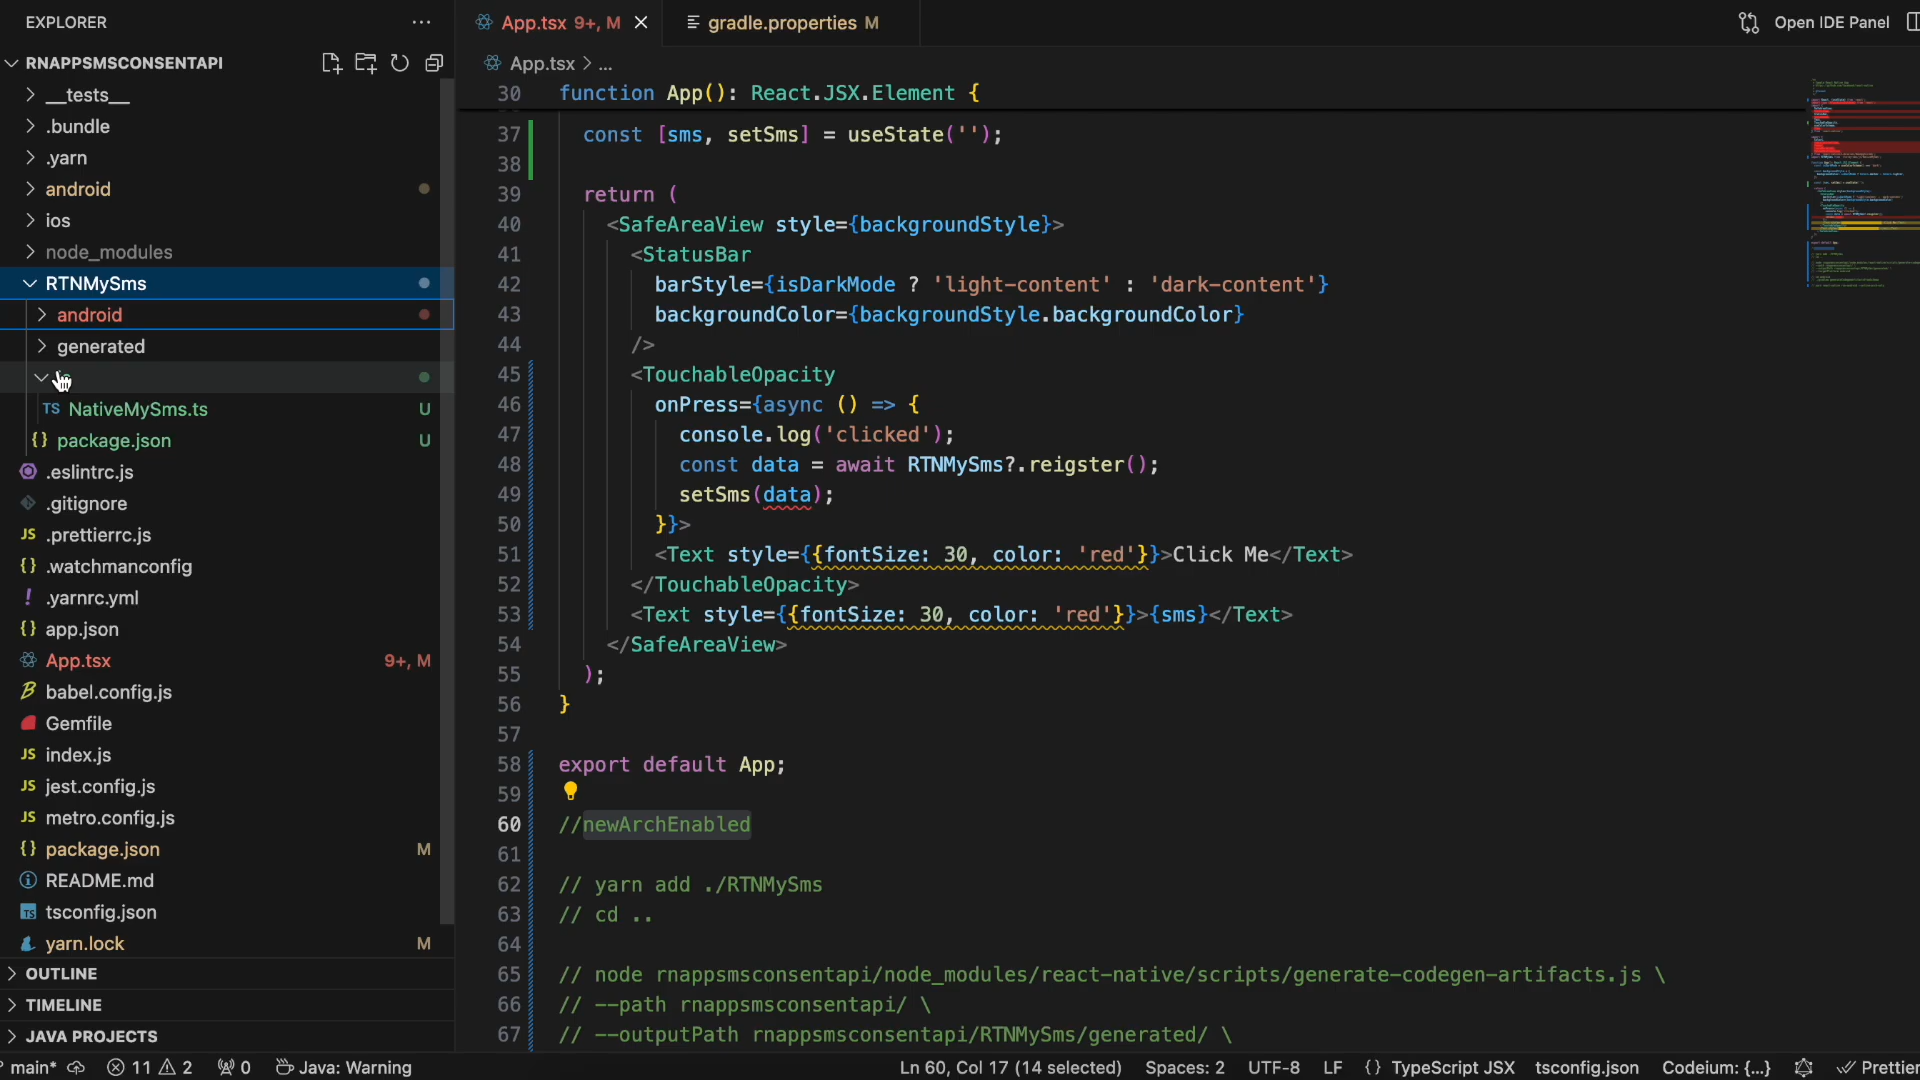 EXPLORER
RNAPPSMSCONSENTAPI
__tests__
.bundle
.yarn
android
ios
node_modules
RTNMySms
android
generated
TS NativeMySms.ts U
{} package.json U
.eslintrc.js
.gitignore
JS .prettierrc.js
{} .watchmanconfig
! .yarnrc.yml
{} app.json
App.tsx 9+, M
babel.config.js
Gemfile
JS index.js
JS jest.config.js
JS metro.config.js
{} package.json M
README.md
TS tsconfig.json
yarn.lock M
OUTLINE
TIMELINE
JAVA PROJECTS
App.tsx 9+, M
gradle.properties M
Open IDE Panel
App.tsx > ...
30 function App(): React.JSX.Element {
37 const [sms, setSms] = useState('');
38
39 return (
40 <SafeAreaView style={backgroundStyle}>
41 <StatusBar
42 barStyle={isDarkMode ? 'light-content' : 'dark-content'}
43 backgroundColor={backgroundStyle.backgroundColor}
44 />
45 <TouchableOpacity
46 onPress={async () => {
47 console.log('clicked');
48 const data = await RTNMySms?.reigster();
49 setSms(data);
50 }}>
51 <Text style={{fontSize: 30, color: 'red'}}>Click Me</Text>
52 </TouchableOpacity>
53 <Text style={{fontSize: 30, color: 'red'}}>{sms}</Text>
54 </SafeAreaView>
55 );
56 }
57
58 export default App;
59
60 //newArchEnabled
61
62 // yarn add ./RTNMySms
63 // cd ..
64
65 // node rnappsmsconsentapi/node_modules/react-native/scripts/generate-codegen-artifacts.js \
66 // --path rnappsmsconsentapi/ \
67 // --outputPath rnappsmsconsentapi/RTNMySms/generated/ \
main* 11 2 0 Java: Warning Ln 60, Col 17 (14 selected) Spaces: 2 UTF-8 LF {} TypeScript JSX tsconfig.json Codeium: {...} Prettier